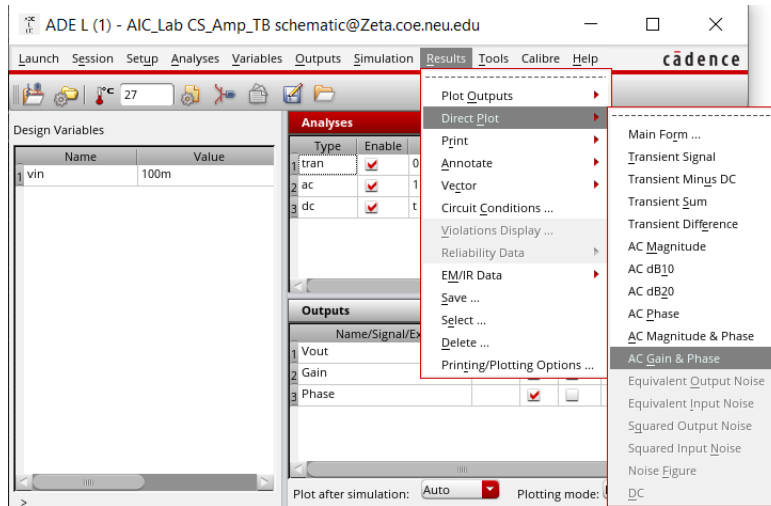 ADE L (1) - AIC_Lab CS_Amp_TB schematic@Zeta.coe.neu.edu
Launch Session Setup Analyses Variables Outputs Simulation Results Tools Calibre Help cādence
°C 27
Design Variables
Name Value
1 vin 100m
>
Analyses
Type Enable
1 tran 0
2 ac 1
3 dc t
Outputs
Name/Signal/Ex
1 Vout
2 Gain
3 Phase
Plot after simulation: Auto Plotting mode:
Plot Outputs
Direct Plot
Print
Annotate
Vector
Circuit Conditions ...
Violations Display ...
Reliability Data
EM/IR Data
Save ...
Select ...
Delete ...
Printing/Plotting Options ...
Main Form ...
Transient Signal
Transient Minus DC
Transient Sum
Transient Difference
AC Magnitude
AC dB10
AC dB20
AC Phase
AC Magnitude & Phase
AC Gain & Phase
Equivalent Output Noise
Equivalent Input Noise
Squared Output Noise
Squared Input Noise
Noise Figure
DC